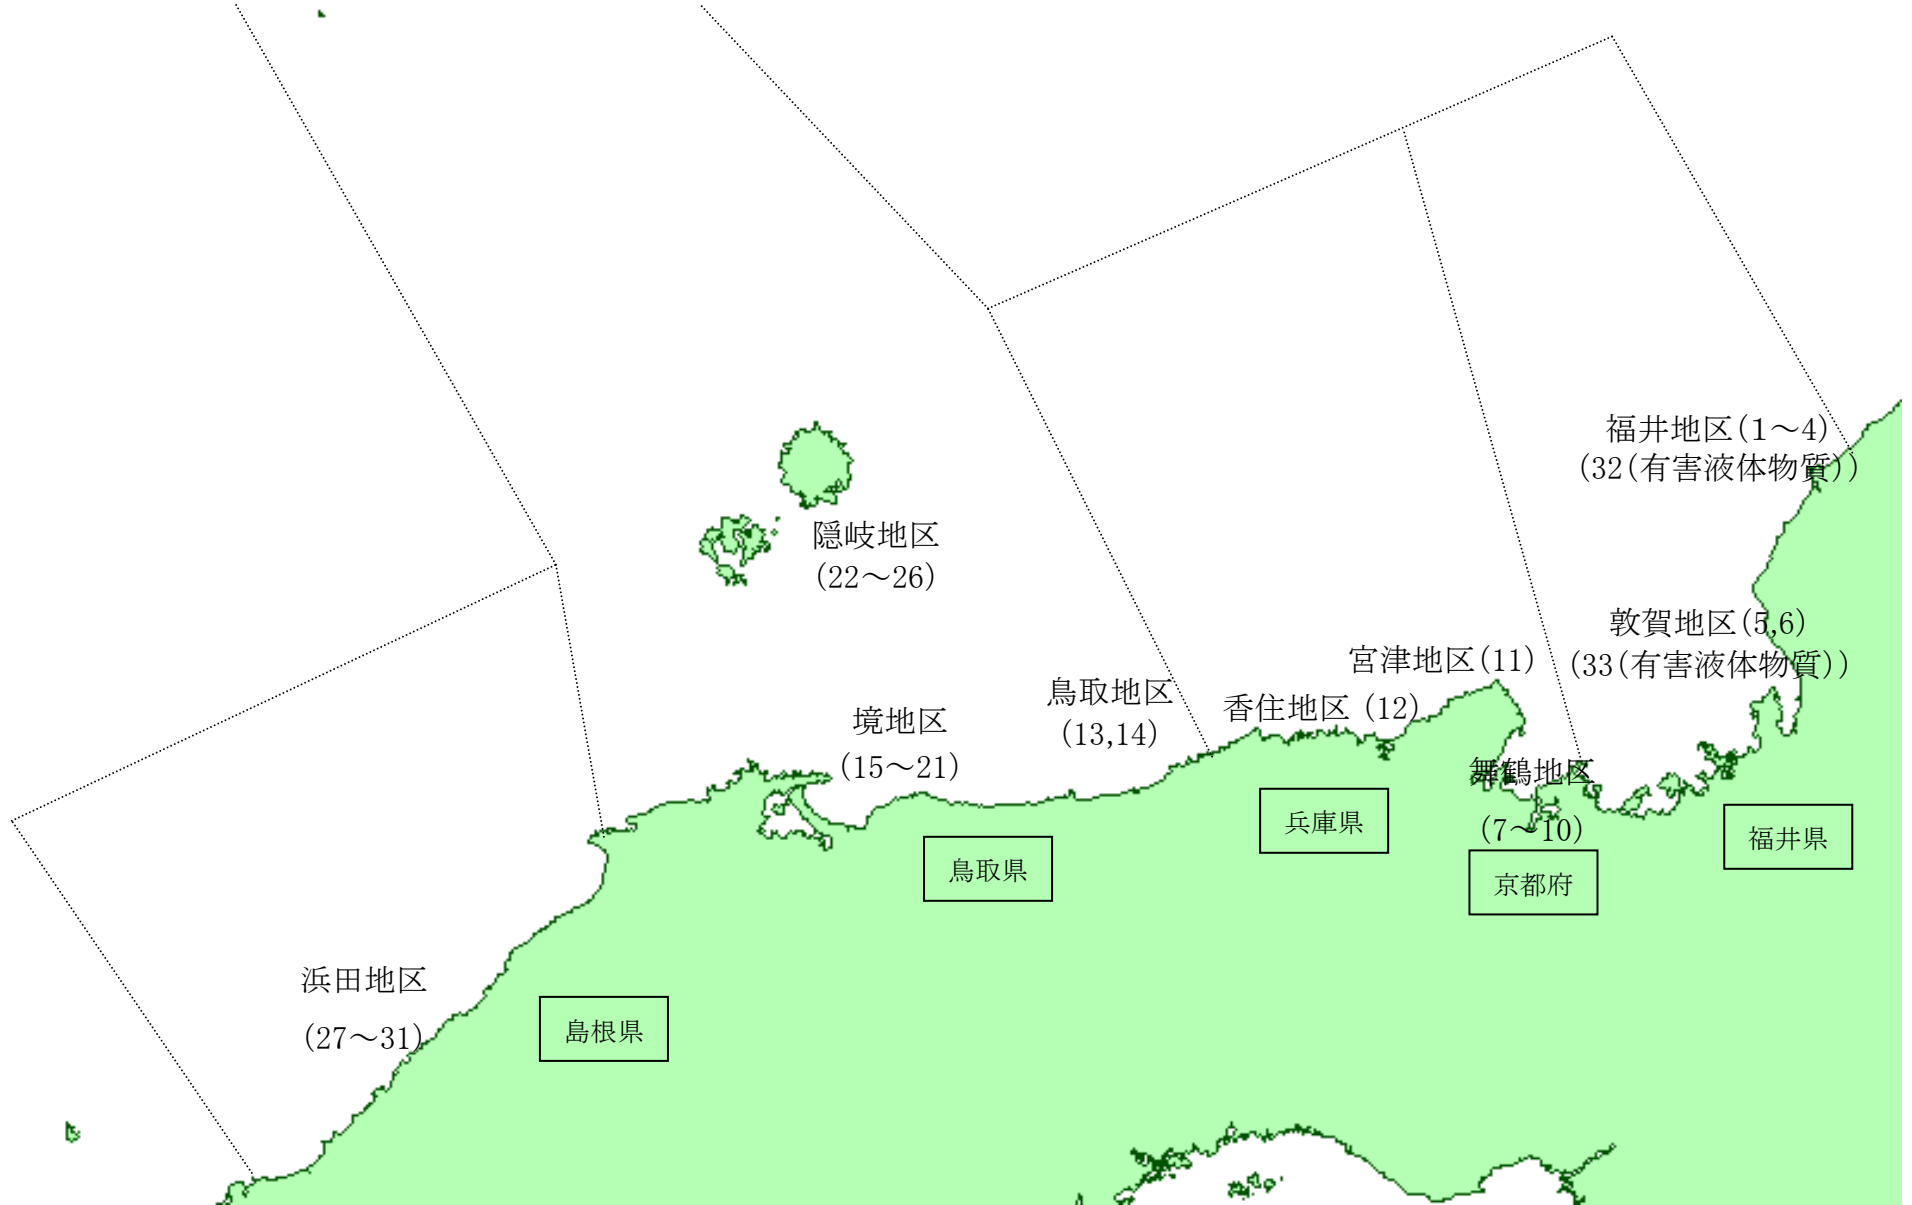 福井地区(1～4)
(32(有害液体物質))
隠岐地区
(22～26)
敦賀地区(5,6)
(33(有害液体物質))
宮津地区(11)
鳥取地区
(13,14)
香住地区 (12)
境地区
(15～21)
舞鶴地区
(7～10)
兵庫県
福井県
鳥取県
京都府
浜田地区
(27～31)
島根県